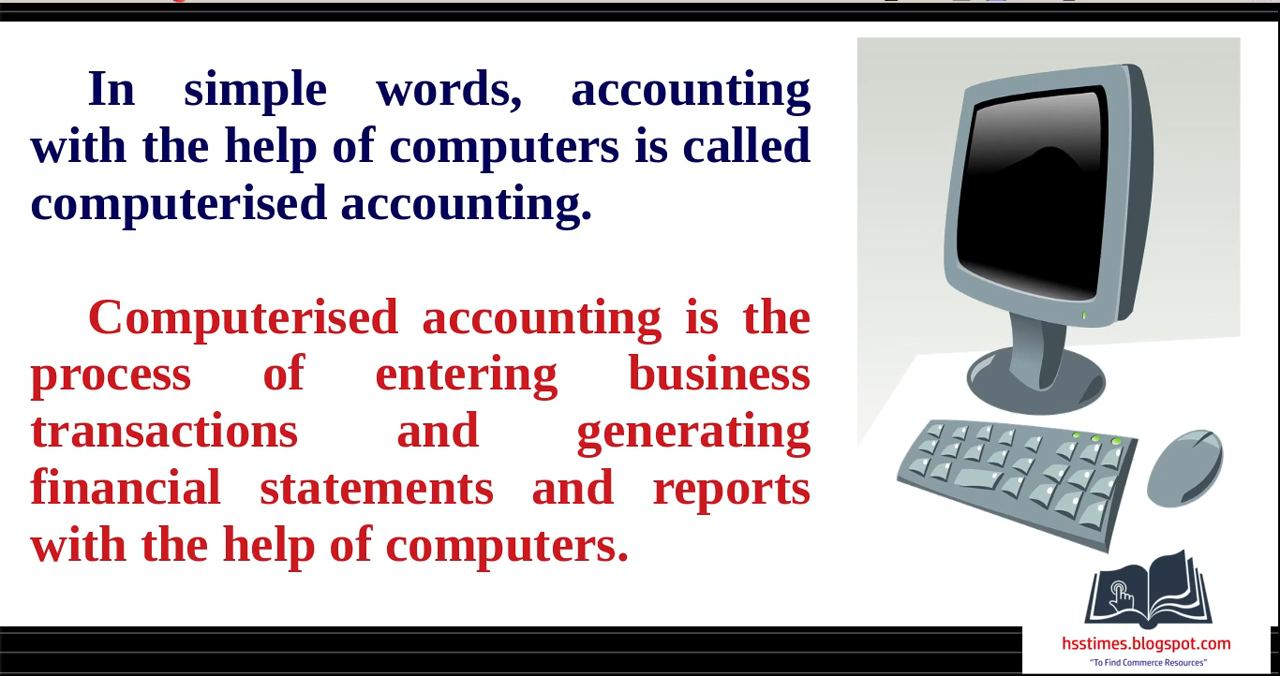 In simple words, accounting
with the help of computers is called
computerised accounting.
Computerised accounting is the
process of entering business
transactions and generating
financial statements and reports
with the help of computers.
hsstimes.blogspot.com
"To Find Commerce Resources"